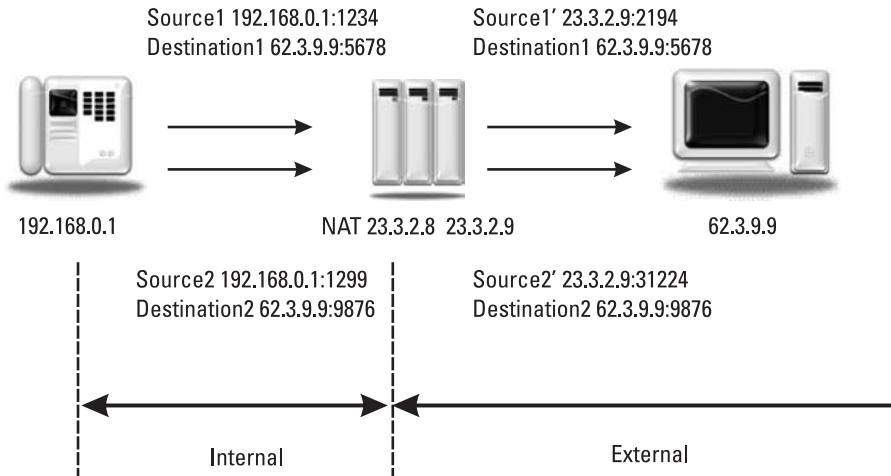 Source1 192.168.0.1:1234
Destination1 62.3.9.9:5678
Source1′ 23.3.2.9:2194
Destination1 62.3.9.9:5678
192.168.0.1
NAT 23.3.2.8 23.3.2.9
62.3.9.9
Source2 192.168.0.1:1299
Destination2 62.3.9.9:9876
Source2′ 23.3.2.9:31224
Destination2 62.3.9.9:9876
Internal
External